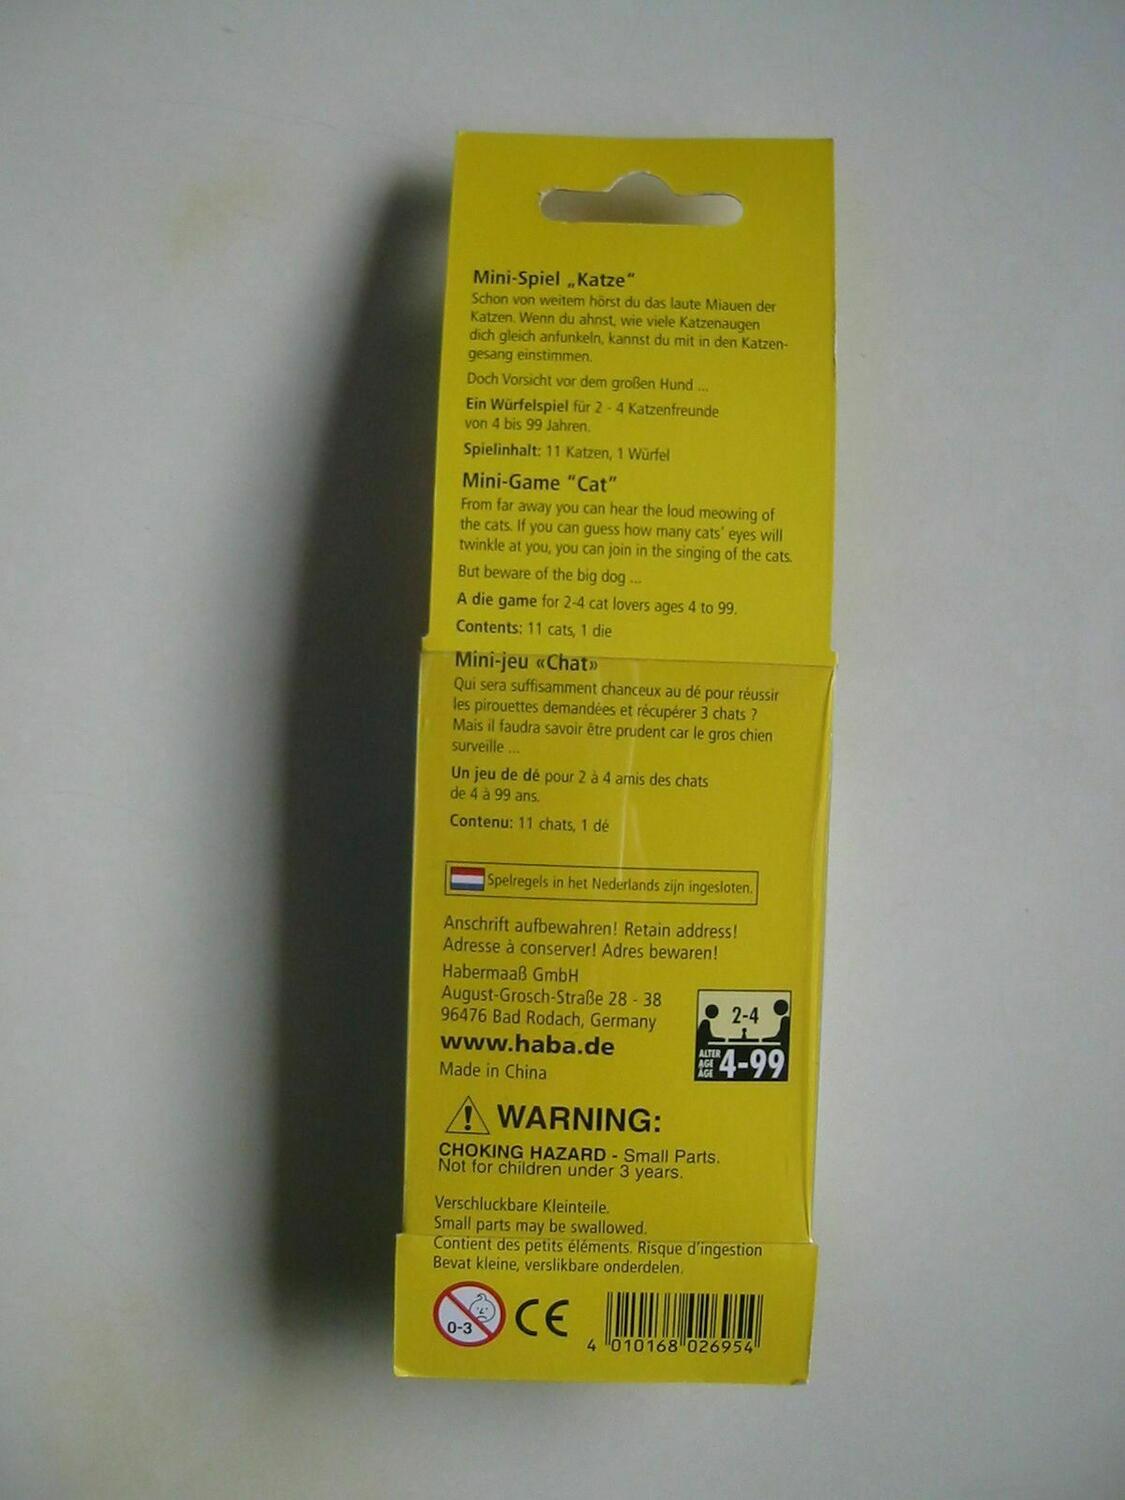 Mini-Spiel „Katze“
Schon von weitem hörst du das laute Miauen der
Katzen. Wenn du ahnst, wie viele Katzenaugen
dich gleich anfunkeln, kannst du mit in den Katzen-
gesang einstimmen.
Doch Vorsicht vor dem großen Hund ...
Ein Würfelspiel für 2 - 4 Katzenfreunde
von 4 bis 99 Jahren.
Spielinhalt: 11 Katzen, 1 Würfel
Mini-Game “Cat”
From far away you can hear the loud meowing of
the cats. If you can guess how many cats’ eyes will
twinkle at you, you can join in the singing of the cats.
But beware of the big dog ...
A die game for 2-4 cat lovers ages 4 to 99.
Contents: 11 cats, 1 die
Mini-jeu «Chat»
Qui sera suffisamment chanceux au dé pour réussir
les pirouettes demandées et récupérer 3 chats ?
Mais il faudra savoir être prudent car le gros chien
surveille ...
Un jeu de dé pour 2 à 4 amis des chats
de 4 à 99 ans.
Contenu: 11 chats, 1 dé
Spelregels in het Nederlands zijn ingesloten.
Anschrift aufbewahren! Retain address!
Adresse à conserver! Adres bewaren!
Habermaaß GmbH
August-Grosch-Straße 28 - 38
96476 Bad Rodach, Germany
www.haba.de
Made in China
2-4
ALTER
AGE
ÂGE
4-99
WARNING:
CHOKING HAZARD - Small Parts.
Not for children under 3 years.
Verschluckbare Kleinteile.
Small parts may be swallowed.
Contient des petits éléments. Risque d’ingestion
Bevat kleine, verslikbare onderdelen.
0-3
CE
4 010168 026954